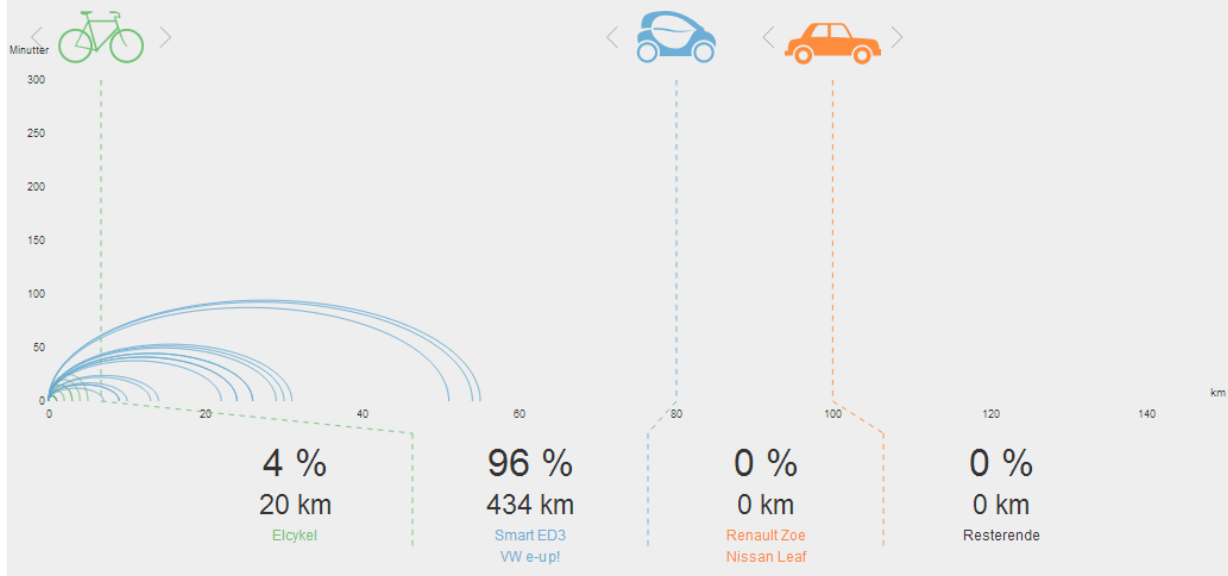 Minutter
300
250
200
150
100
50
0
km
0 20 40 60 80 100 120 140
4 % 96 % 0 % 0 %
20 km 434 km 0 km 0 km
Elcykel Smart ED3 Renault Zoe Resterende
VW e-up! Nissan Leaf